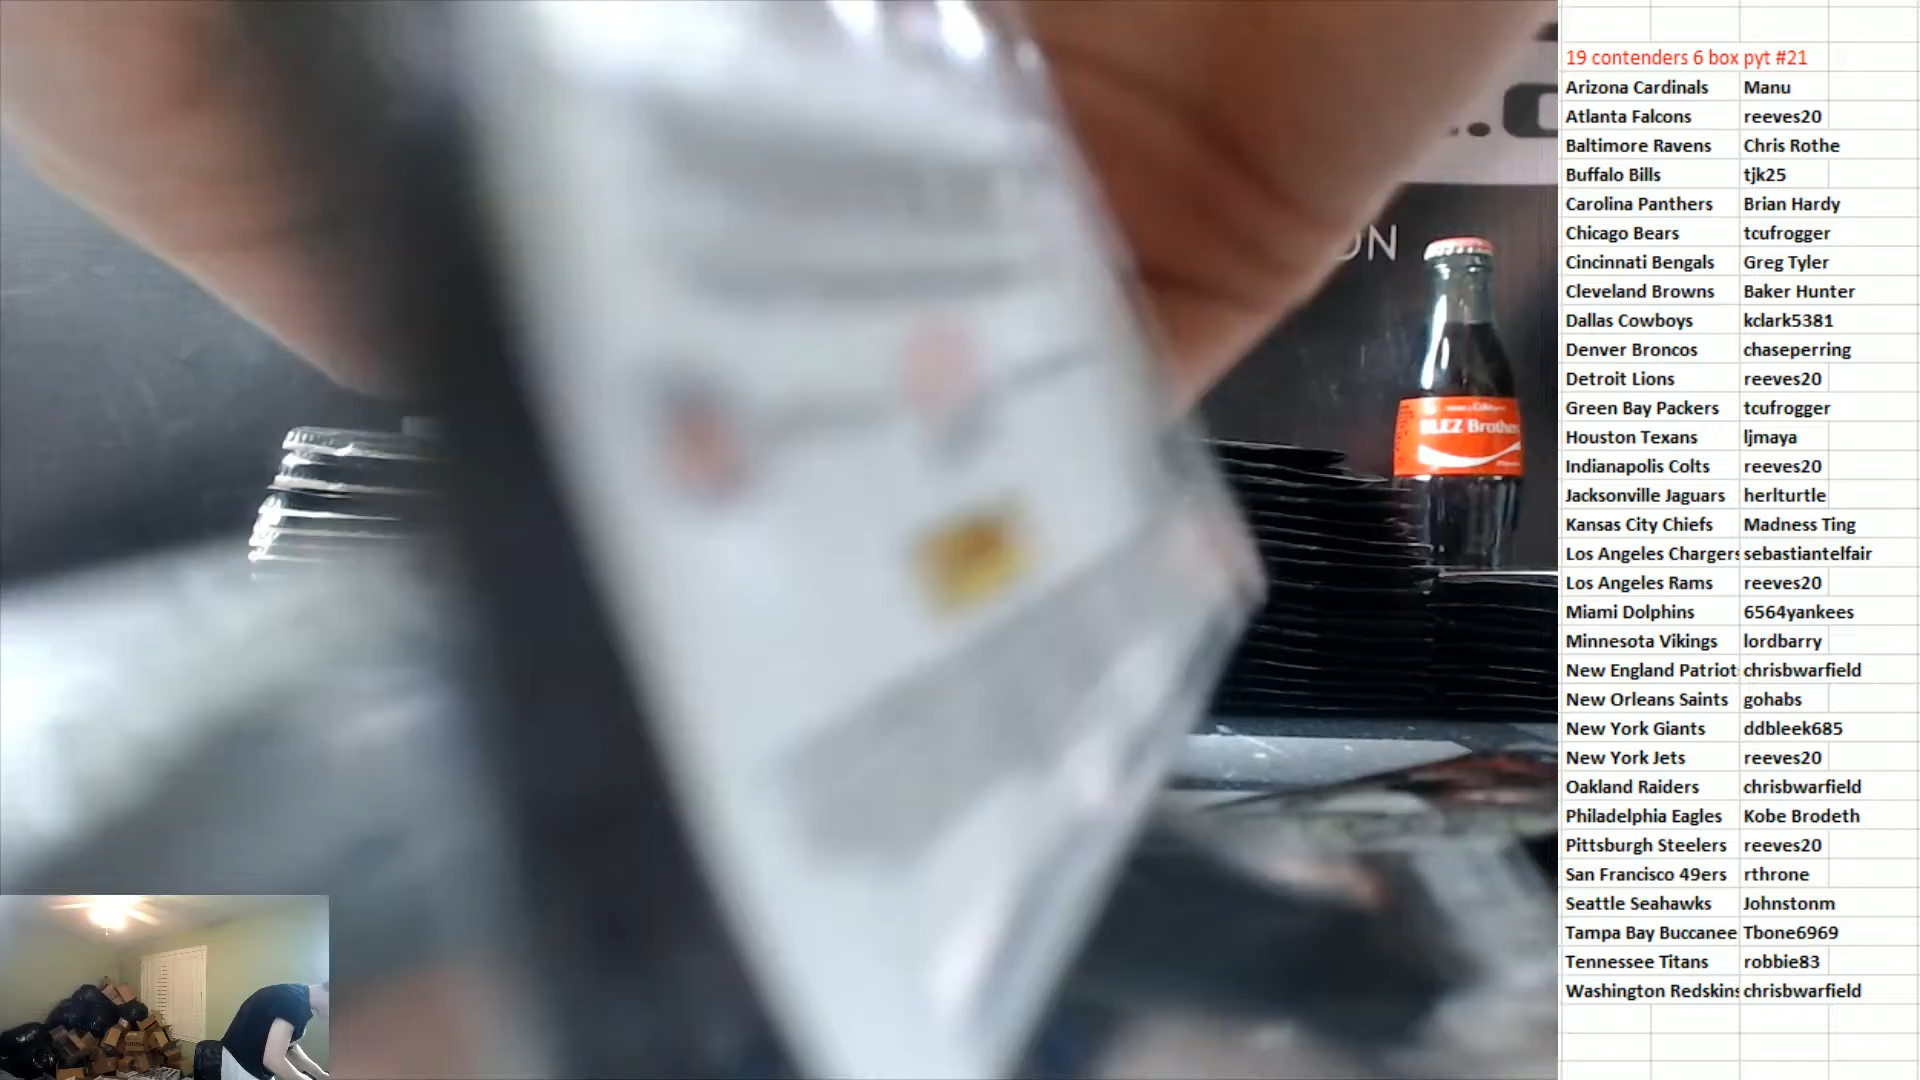 ON
BLEZ Brothers
19 contenders 6 box pyt #21
Arizona Cardinals Manu
Atlanta Falcons reeves20
Baltimore Ravens Chris Rothe
Buffalo Bills tjk25
Carolina Panthers Brian Hardy
Chicago Bears tcufrogger
Cincinnati Bengals Greg Tyler
Cleveland Browns Baker Hunter
Dallas Cowboys kclark5381
Denver Broncos chaseperring
Detroit Lions reeves20
Green Bay Packers tcufrogger
Houston Texans ljmaya
Indianapolis Colts reeves20
Jacksonville Jaguars herlturtle
Kansas City Chiefs Madness Ting
Los Angeles Chargers sebastiantelfair
Los Angeles Rams reeves20
Miami Dolphins 6564yankees
Minnesota Vikings lordbarry
New England Patriot chrisbwarfield
New Orleans Saints gohabs
New York Giants ddbleek685
New York Jets reeves20
Oakland Raiders chrisbwarfield
Philadelphia Eagles Kobe Brodeth
Pittsburgh Steelers reeves20
San Francisco 49ers rthrone
Seattle Seahawks Johnstonm
Tampa Bay Buccanee Tbone6969
Tennessee Titans robbie83
Washington Redskins chrisbwarfield